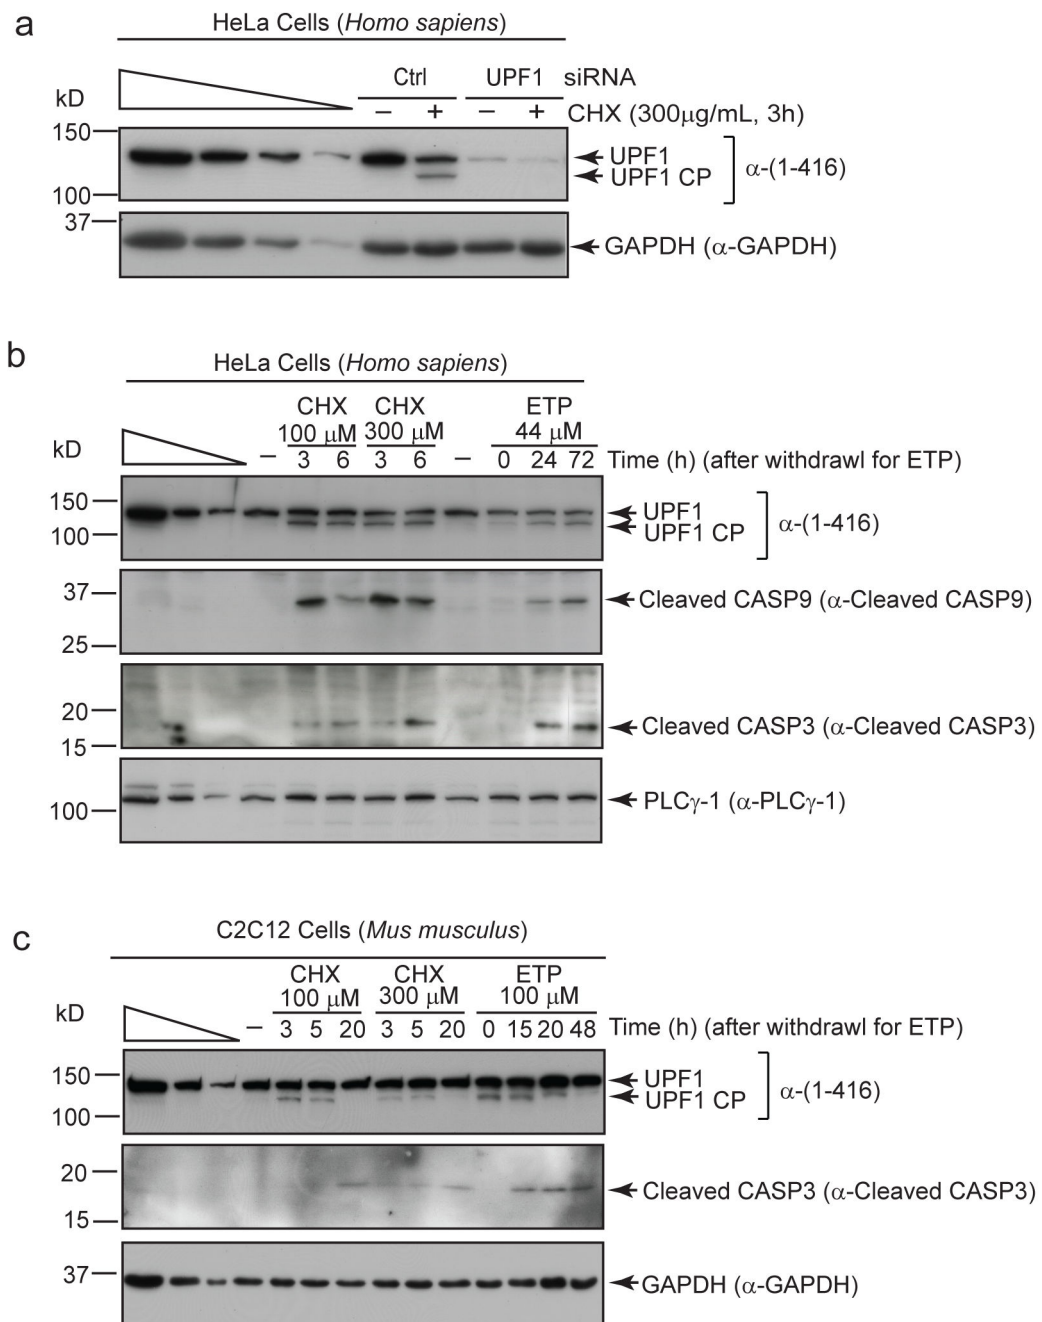 a
HeLa Cells (Homo sapiens)
Ctrl UPF1 siRNA
kD
− + − + CHX (300μg/mL, 3h)
150
UPF1
UPF1 CP
α-(1-416)
100
37
GAPDH (α-GAPDH)
b
HeLa Cells (Homo sapiens)
CHX CHX ETP
100 μM 300 μM 44 μM
kD
− 3 6 3 6 − 0 24 72 Time (h) (after withdrawl for ETP)
150
UPF1
UPF1 CP
α-(1-416)
100
37
Cleaved CASP9 (α-Cleaved CASP9)
25
20
Cleaved CASP3 (α-Cleaved CASP3)
15
100
PLCγ-1 (α-PLCγ-1)
c
C2C12 Cells (Mus musculus)
CHX CHX ETP
100 μM 300 μM 100 μM
kD
− 3 5 20 3 5 20 0 15 20 48 Time (h) (after withdrawl for ETP)
150
UPF1
UPF1 CP
α-(1-416)
100
20
Cleaved CASP3 (α-Cleaved CASP3)
15
37
GAPDH (α-GAPDH)